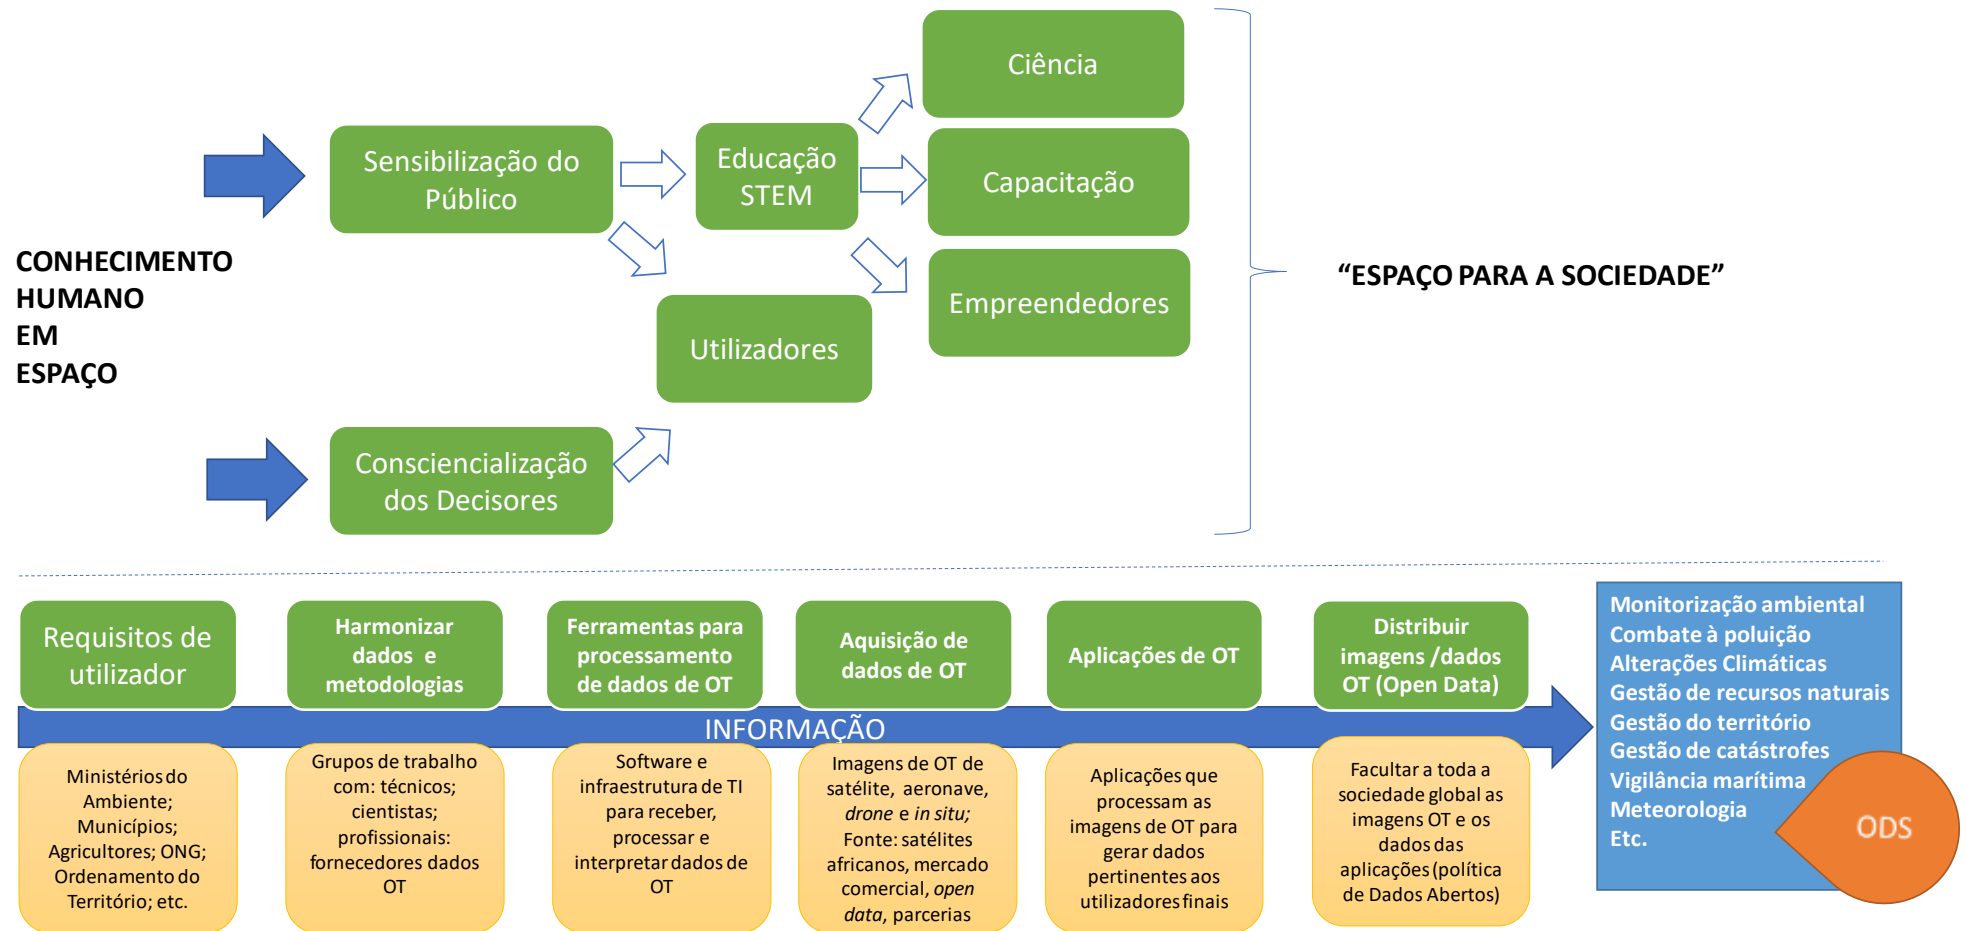 CONHECIMENTO
HUMANO
EM
ESPAÇO
Sensibilização do
Público
Consciencialização
dos Decisores
Educação
STEM
Utilizadores
Ciência
Capacitação
Empreendedores
“ESPAÇO PARA A SOCIEDADE”
Requisitos de
utilizador
Harmonizar
dados e
metodologias
Ferramentas para
processamento
de dados de OT
Aquisição de
dados de OT
Aplicações de OT
Distribuir
imagens /dados
OT (Open Data)
INFORMAÇÃO
Ministérios do
Ambiente;
Municípios;
Agricultores; ONG;
Ordenamento do
Território; etc.
Grupos de trabalho
com: técnicos;
cientistas;
profissionais:
fornecedores dados
OT
Software e
infraestrutura de TI
para receber,
processar e
interpretar dados de
OT
Imagens de OT de
satélite, aeronave,
drone e in situ;
Fonte: satélites
africanos, mercado
comercial, open
data, parcerias
Aplicações que
processam as
imagens de OT para
gerar dados
pertinentes aos
utilizadores finais
Facultar a toda a
sociedade global as
imagens OT e os
dados das
aplicações (política
de Dados Abertos)
Monitorização ambiental
Combate à poluição
Alterações Climáticas
Gestão de recursos naturais
Gestão do território
Gestão de catástrofes
Vigilância marítima
Meteorologia
Etc.
ODS